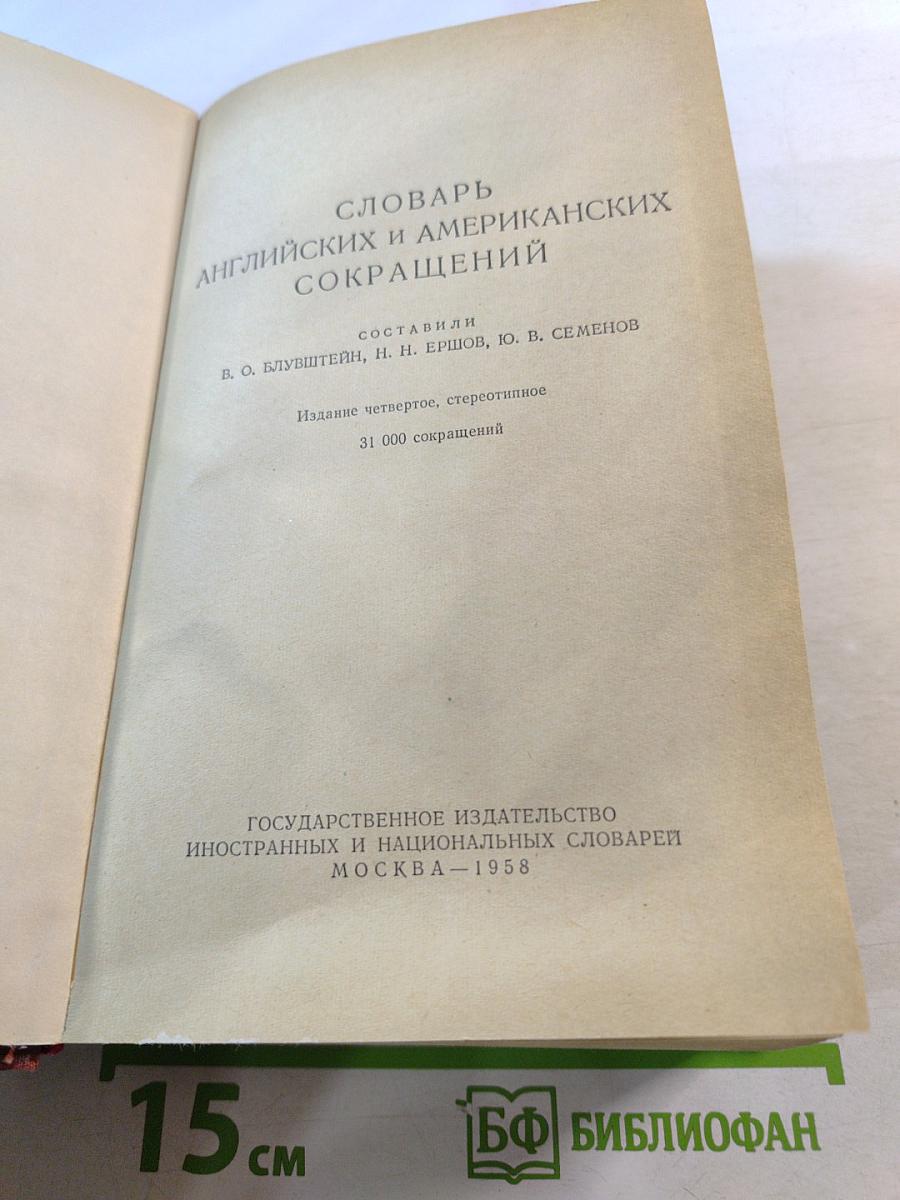 СЛОВАРЬ
АНГЛИЙСКИХ и АМЕРИКАНСКИХ
СОКРАЩЕНИЙ
СОСТАВИЛИ
В. О. БЛУВШТЕЙН, Н. Н. ЕРШОВ, Ю. В. СЕМЕНОВ
Издание четвертое, стереотипное
31 000 сокращений
ГОСУДАРСТВЕННОЕ ИЗДАТЕЛЬСТВО
ИНОСТРАННЫХ И НАЦИОНАЛЬНЫХ СЛОВАРЕЙ
МОСКВА — 1958
15 см
БФ БИБЛИОФАН